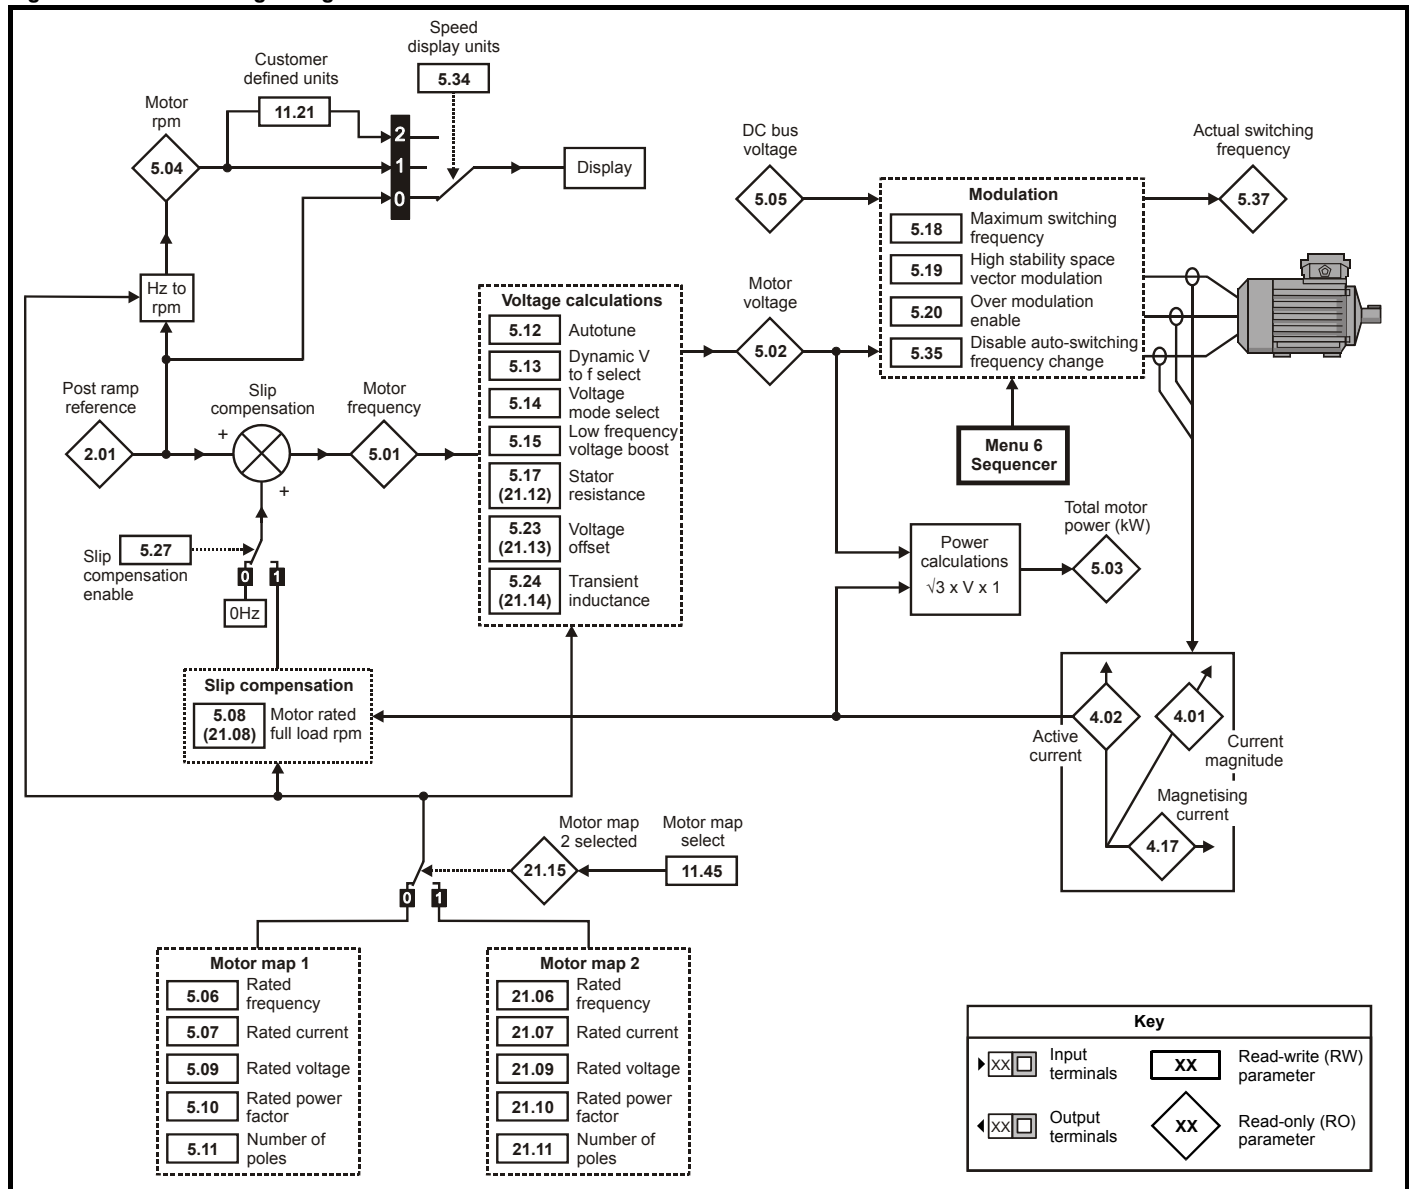 Speed
display units
5.34
Customer
defined units
11.21
Motor
rpm
5.04
2
1
0
Display
DC bus
voltage
5.05
Actual switching
frequency
5.37
Modulation
5.18
Maximum switching
frequency
5.19
High stability space
vector modulation
5.20
Over modulation
enable
5.35
Disable auto-switching
frequency change
Menu 6
Sequencer
Hz to
rpm
Post ramp
reference
2.01
Slip
compensation
+
+
Motor
frequency
5.01
Voltage calculations
5.12
Autotune
5.13
Dynamic V
to f select
5.14
Voltage
mode select
5.15
Low frequency
voltage boost
5.17
(21.12)
Stator
resistance
5.23
(21.13)
Voltage
offset
5.24
(21.14)
Transient
inductance
Motor
voltage
5.02
Slip
compensation
enable
5.27
0
1
0Hz
Power
calculations
√3 x V x 1
Total motor
power (kW)
5.03
Slip compensation
5.08
(21.08)
Motor rated
full load rpm
4.02
Active
current
4.01
Current
magnitude
Magnetising
current
4.17
Motor map
2 selected
21.15
Motor map
select
11.45
0
1
Motor map 1
5.06
Rated
frequency
5.07
Rated current
5.09
Rated voltage
5.10
Rated power
factor
5.11
Number of
poles
Motor map 2
21.06
Rated
frequency
21.07
Rated current
21.09
Rated voltage
21.10
Rated power
factor
21.11
Number of
poles
Key
XX
Input
terminals
XX
Read-write (RW)
parameter
XX
Output
terminals
XX
Read-only (RO)
parameter